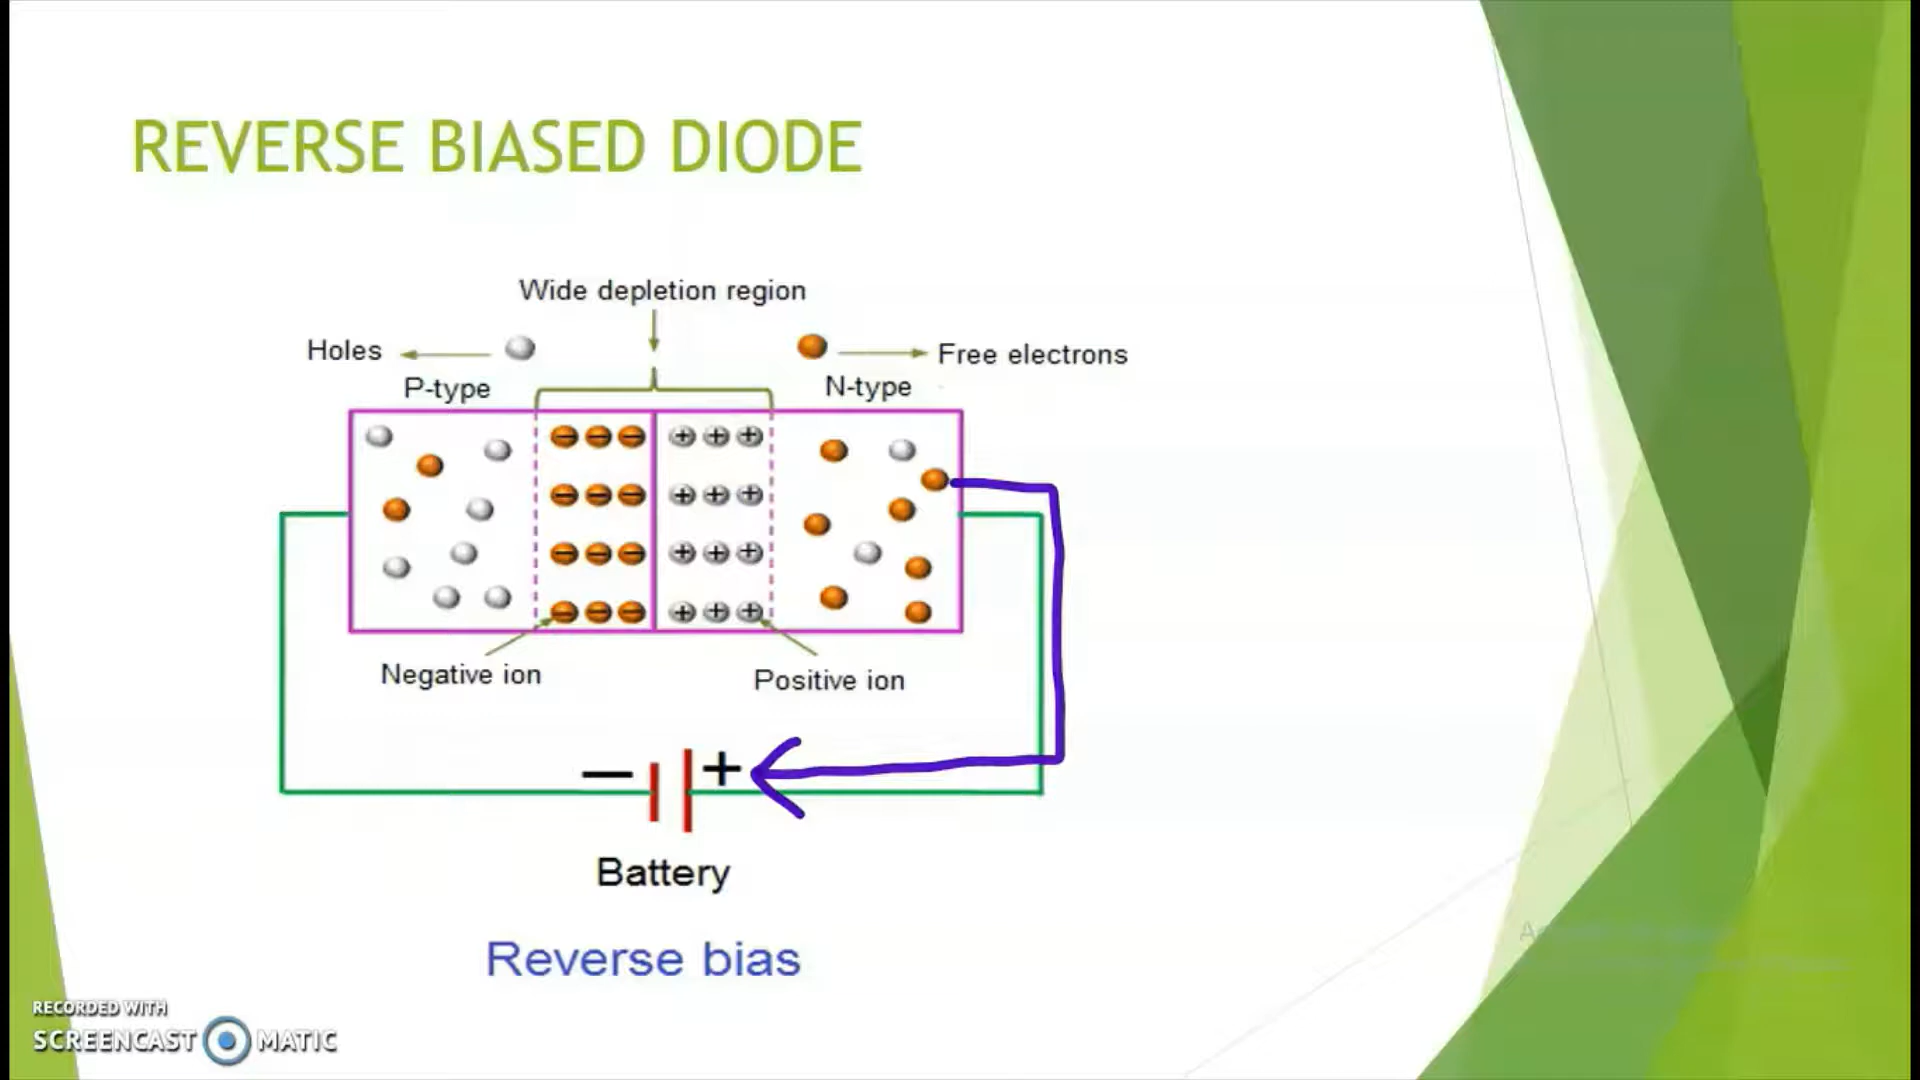 REVERSE BIASED DIODE
Wide depletion region
Holes
Free electrons
P-type
N-type
Negative ion
Positive ion
— +
Battery
Reverse bias
RECORDED WITH
SCREENCAST MATIC